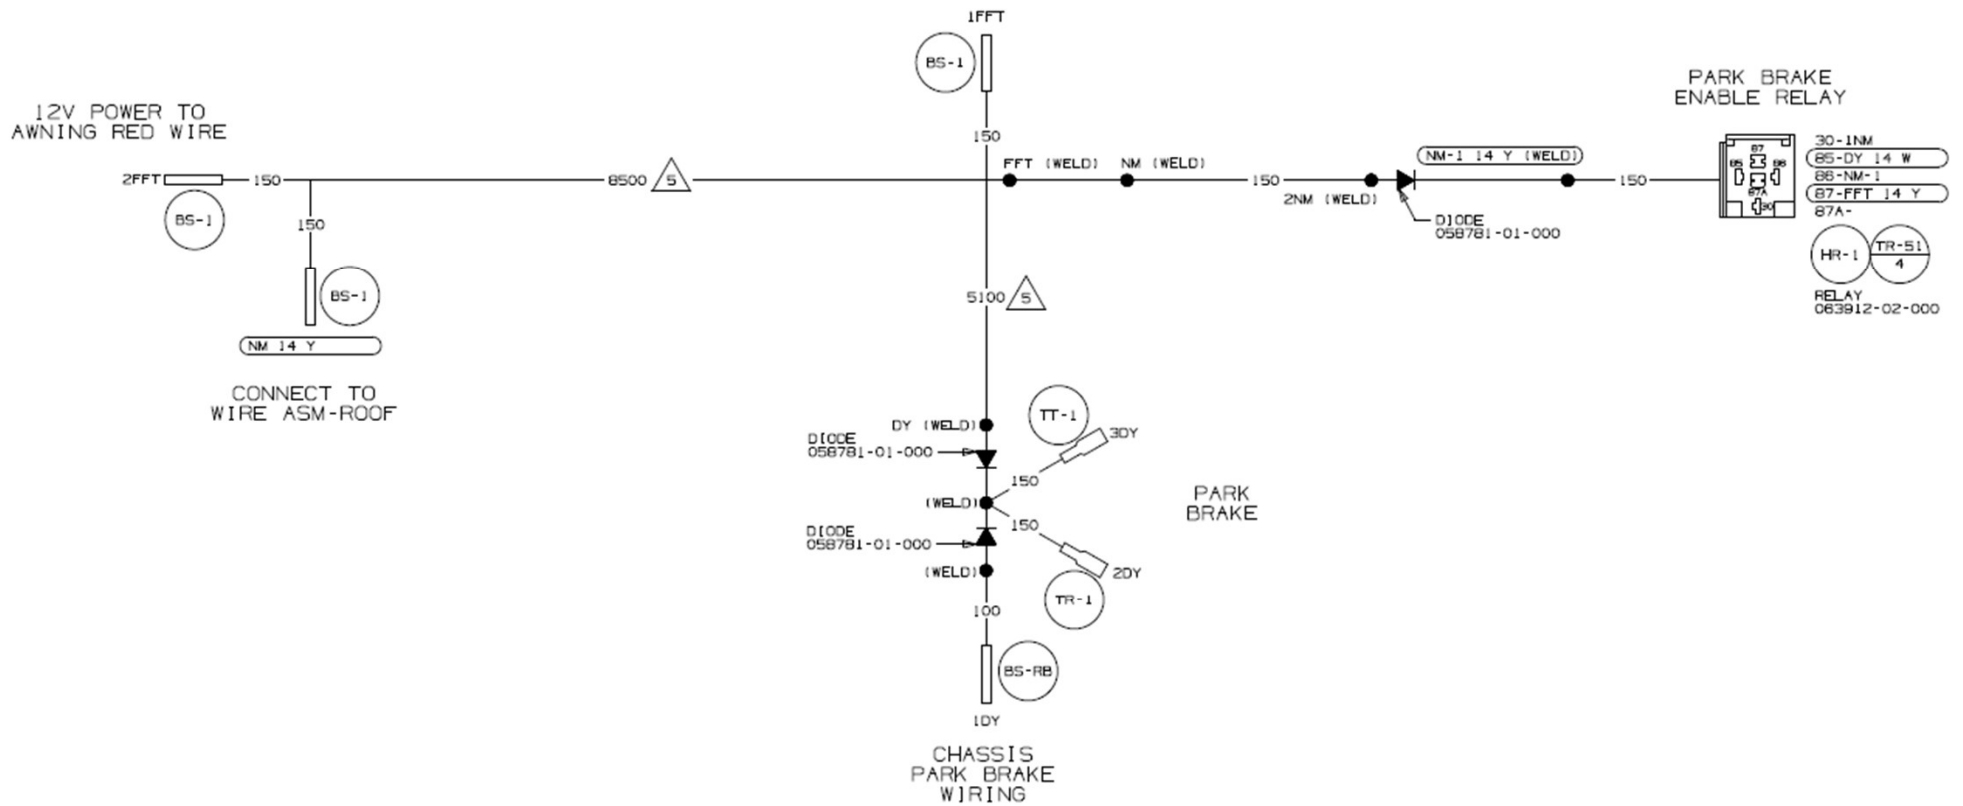 1FFT
BS-1
150
12V POWER TO
AWNING RED WIRE
2FFT
150
BS-1
150
BS-1
NM 14 Y
CONNECT TO
WIRE ASM-ROOF
8500
5
FFT (WELD)
NM (WELD)
150
2NM (WELD)
NM-1 14 Y (WELD)
DIODE
058781-01-000
150
PARK BRAKE
ENABLE RELAY
87
85
86
87A
30
30-1NM
85-DY 14 W
86-NM-1
87-FFT 14 Y
87A-
HR-1
TR-51
4
RELAY
063912-02-000
5100
5
DY (WELD)
DIODE
058781-01-000
TT-1
3DY
150
(WELD)
150
PARK
BRAKE
DIODE
058781-01-000
2DY
TR-1
(WELD)
100
BS-RB
1DY
CHASSIS
PARK BRAKE
WIRING